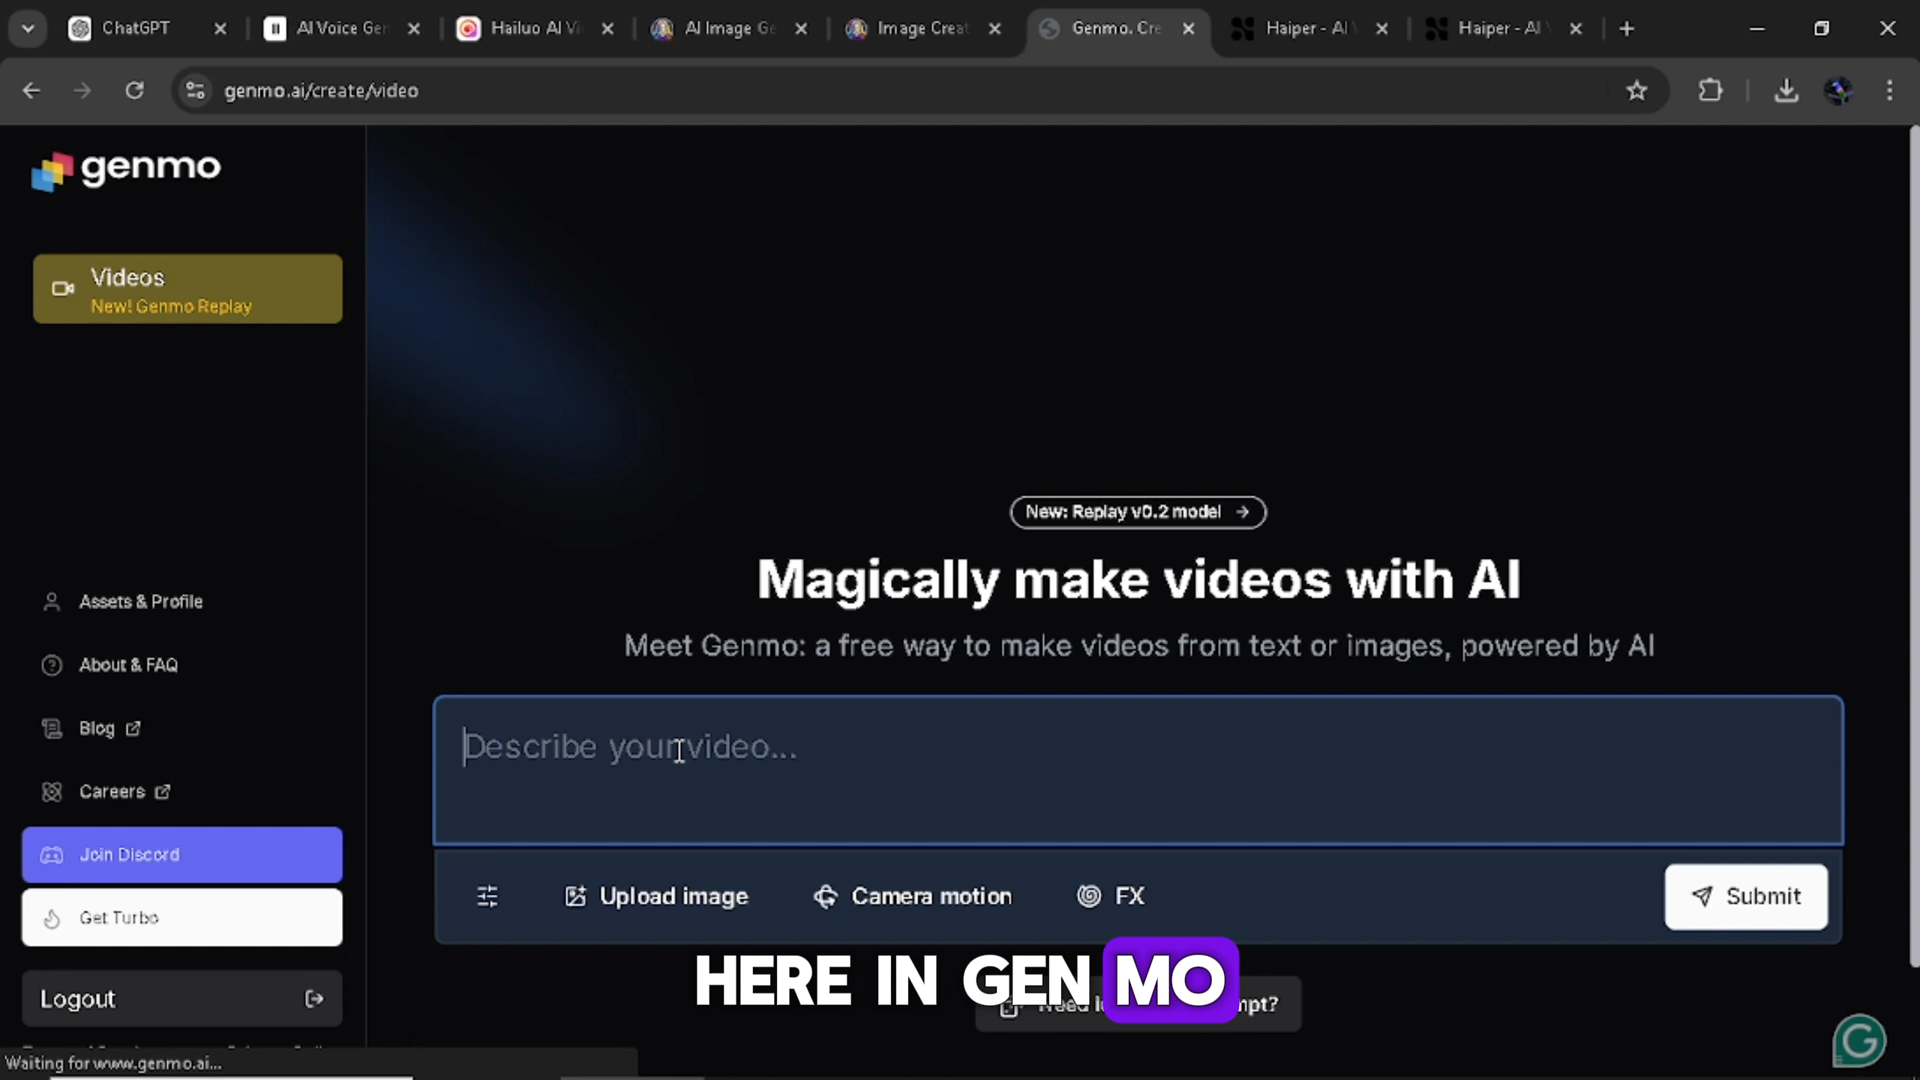 ChatGPT
AI Voice Gen
Hailuo AI Vi
AI Image Ge
Image Creat
Genmo. Cre
Haiper - AI V
Haiper - AI V
genmo.ai/create/video
genmo
Videos
New! Genmo Replay
Assets & Profile
About & FAQ
Blog
Careers
Join Discord
Get Turbo
Logout
New: Replay v0.2 model →
Magically make videos with AI
Meet Genmo: a free way to make videos from text or images, powered by AI
Describe your video...
Upload image
Camera motion
FX
Submit
HERE IN GEN MO
Waiting for www.genmo.ai...